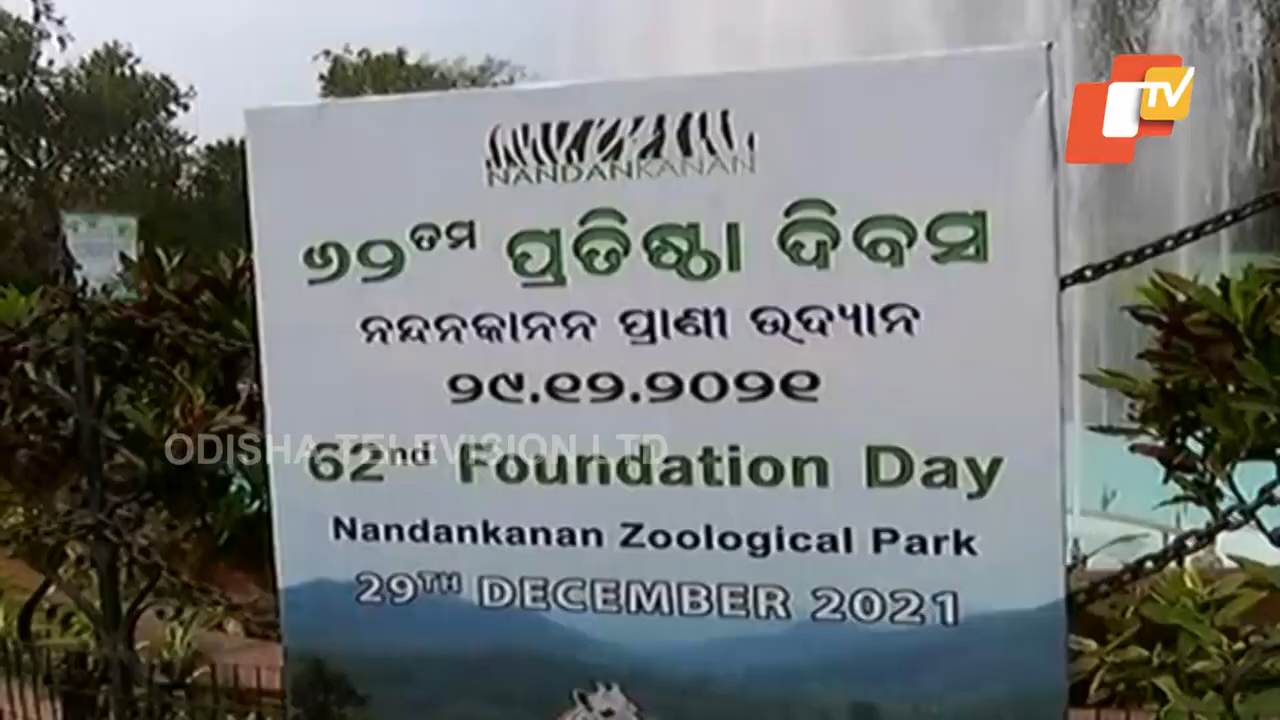 TV
NANDANKANAN
୬୨ତମ ପ୍ରତିଷ୍ଠା ଦିବସ
ନନ୍ଦନକାନନ ପ୍ରାଣୀ ଉଦ୍ୟାନ
୨୯.୧୨.୨୦୨୧
ODISHA TELEVISION LTD
62nd Foundation Day
Nandankanan Zoological Park
29TH DECEMBER 2021